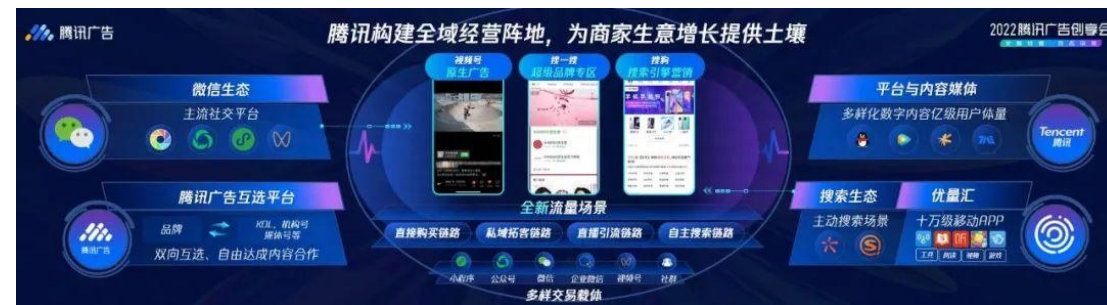 腾讯广告
腾讯构建全域经营阵地，为商家生意增长提供土壤
2022腾讯广告创享会
微信生态
主流社交平台
腾讯广告互选平台
腾讯广告
品牌
KOL、机构号
媒体号等
双向互选、自由达成内容合作
视频号
原生广告
搜一搜
超级品牌专区
搜狗
搜索引擎营销
全新流量场景
直接购买链路
私域拓客链路
直播引流链路
自主搜索链路
小程序
公众号
微信
企业微信
视频号
社群
多样交易载体
平台与内容媒体
多样化数字内容亿级用户体量
Tencent
腾讯
搜索生态
主动搜索场景
优量汇
十万级移动APP
工具
阅读
视频
游戏